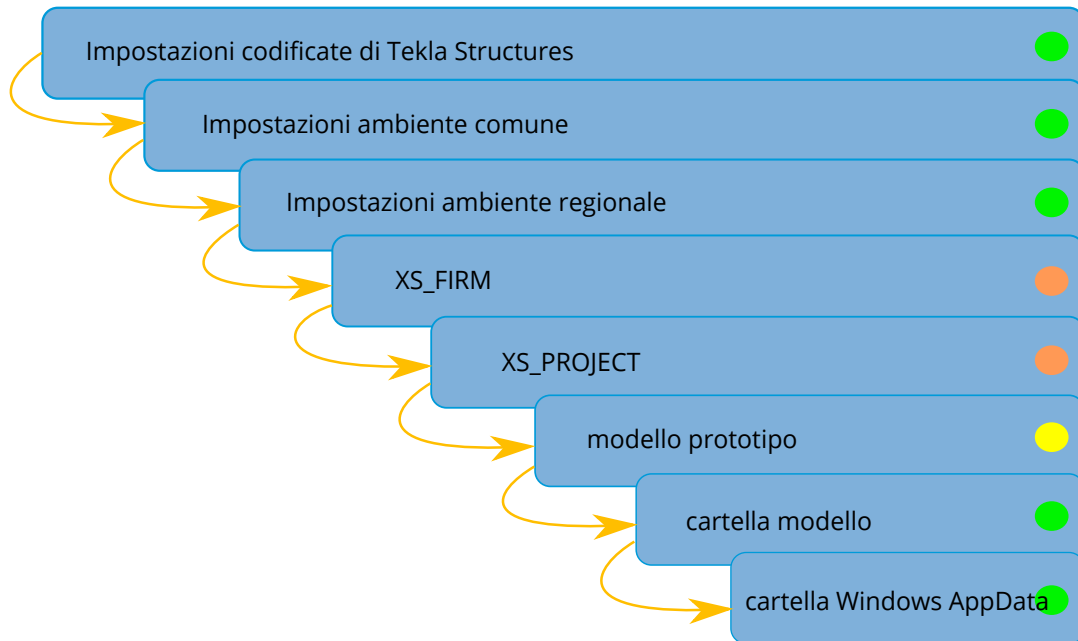 Impostazioni codificate di Tekla Structures
Impostazioni ambiente comune
Impostazioni ambiente regionale
XS_FIRM
XS_PROJECT
modello prototipo
cartella modello
cartella Windows AppData